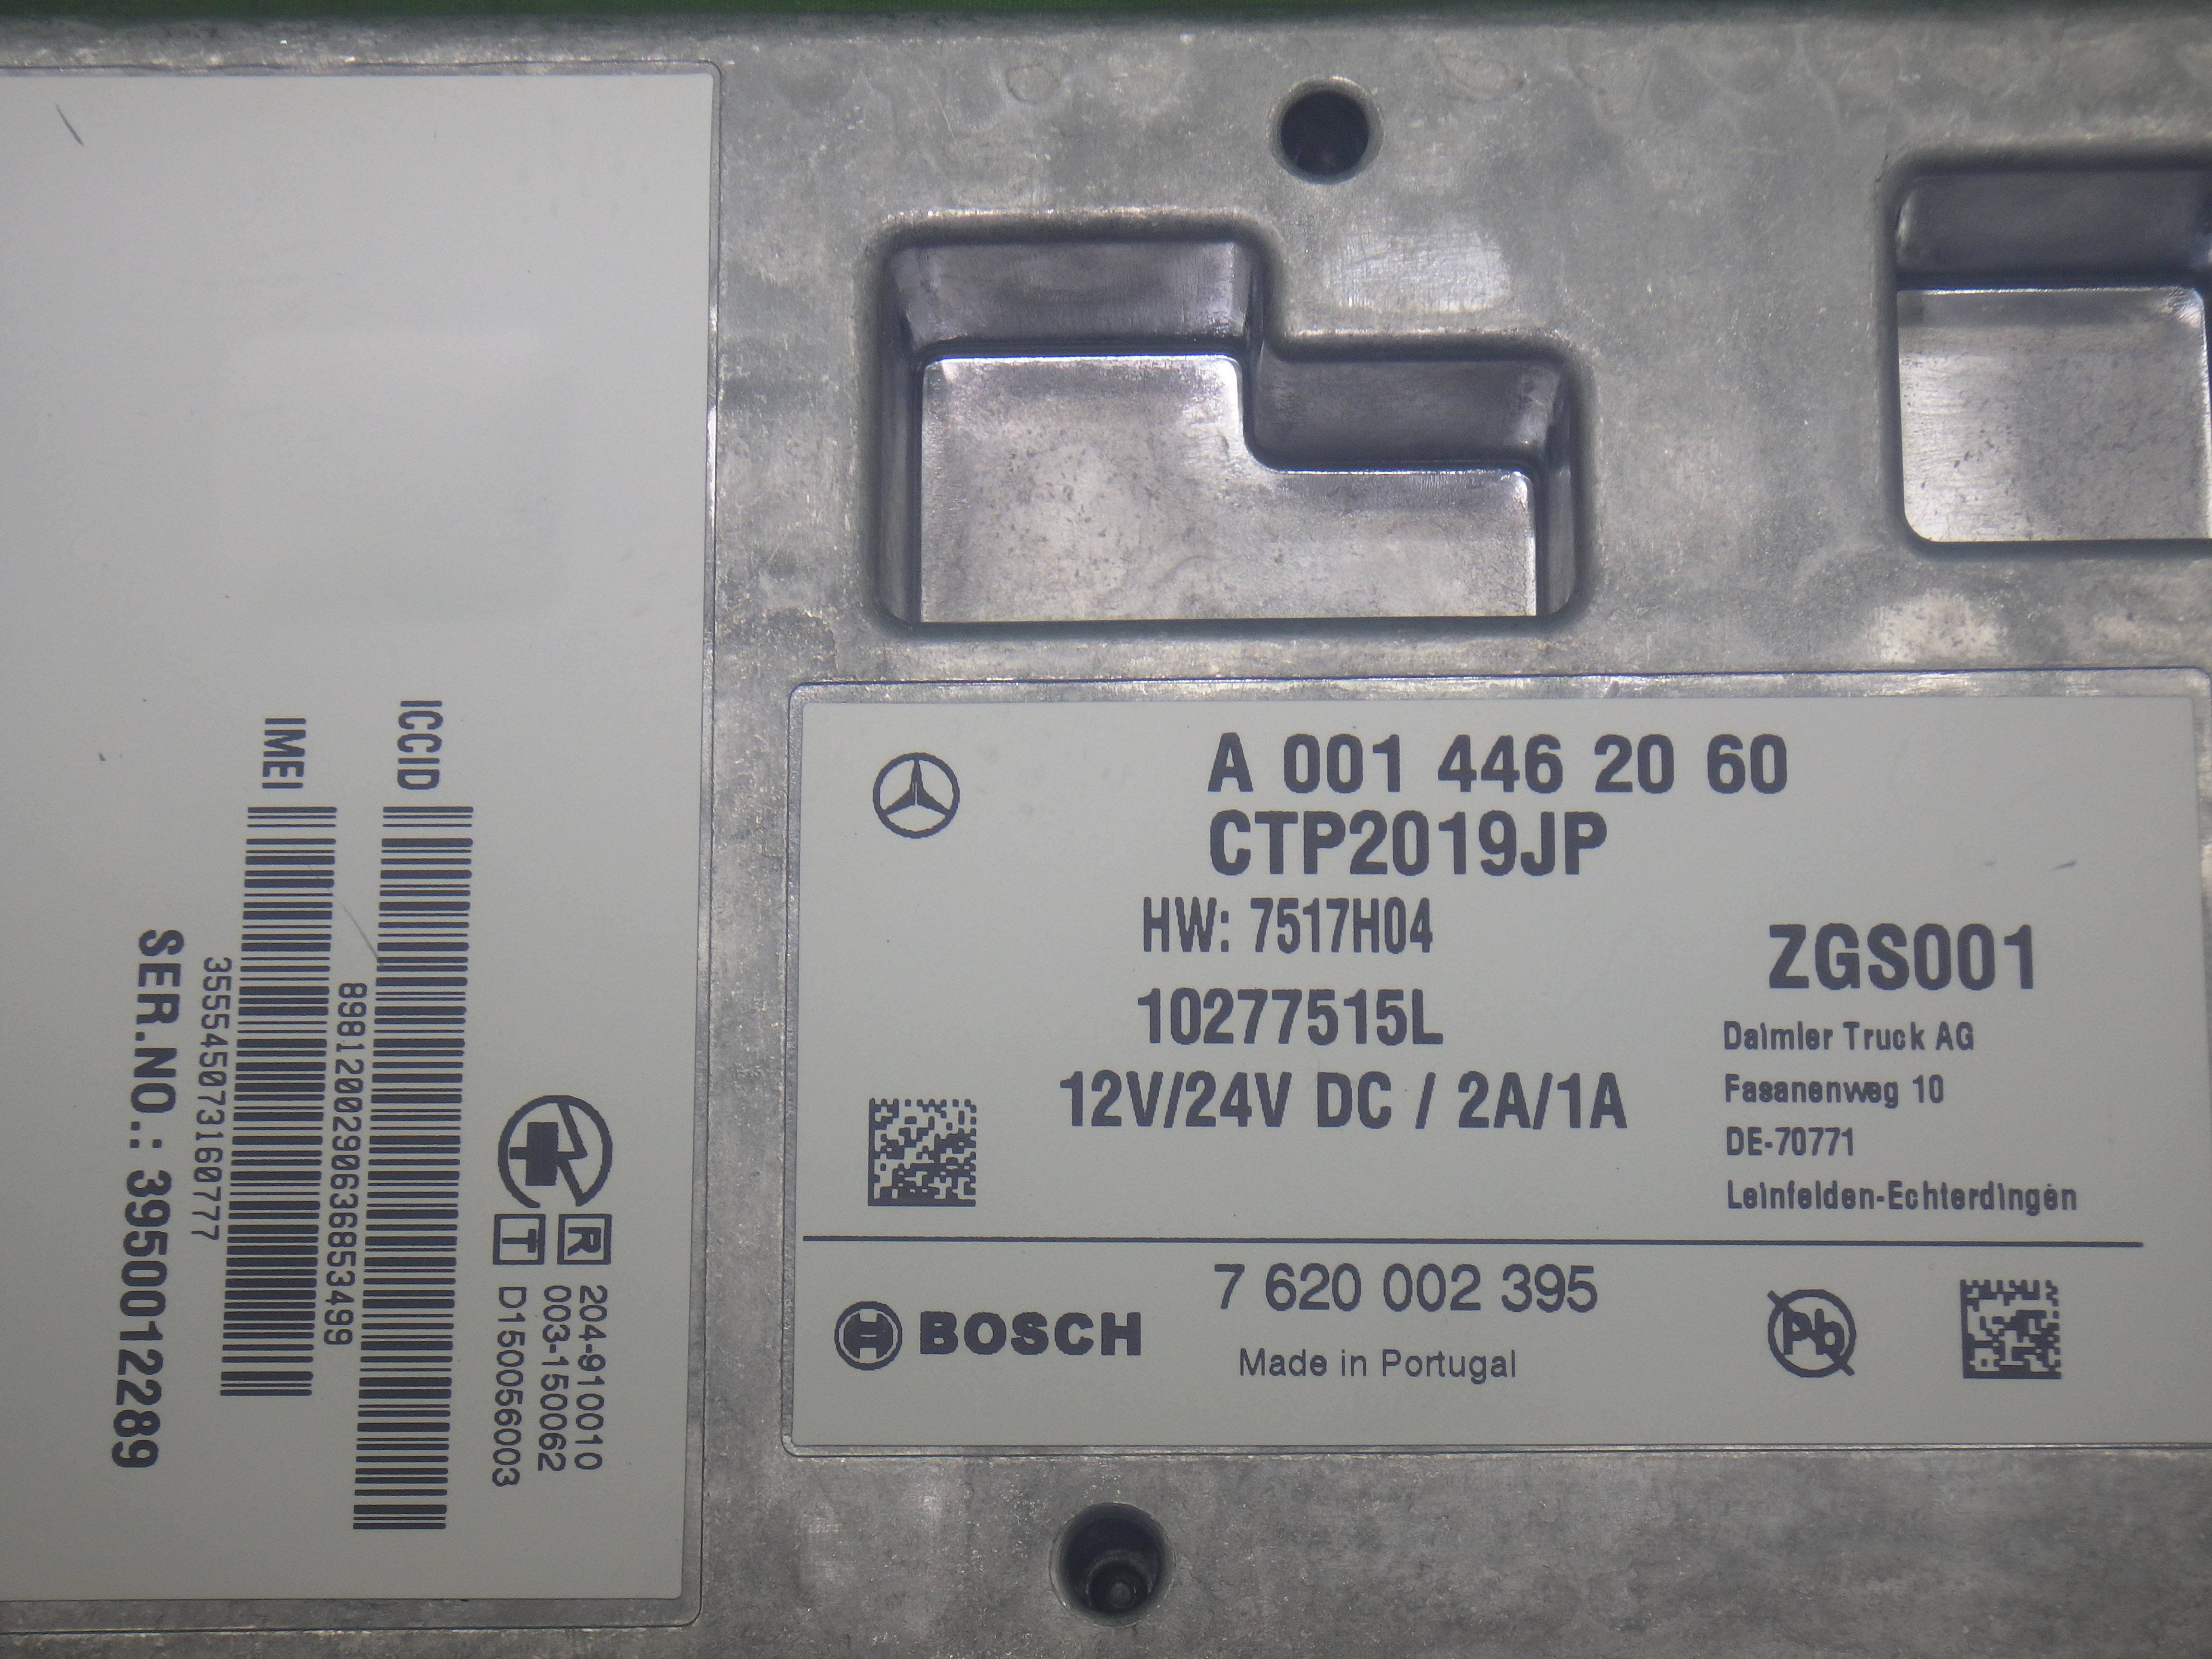 ICCID
8981200290636853499
IMEI
355545073160777
SER.NO.: 3950012289
R 204-910010
003-150062
T D150056003
A 001 446 20 60
CTP2019JP
HW: 7517H04
10277515L
12V/24V DC / 2A/1A
ZGS001
Daimler Truck AG
Fasanenweg 10
DE-70771
Leinfelden-Echterdingen
BOSCH
7 620 002 395
Made in Portugal
Pb